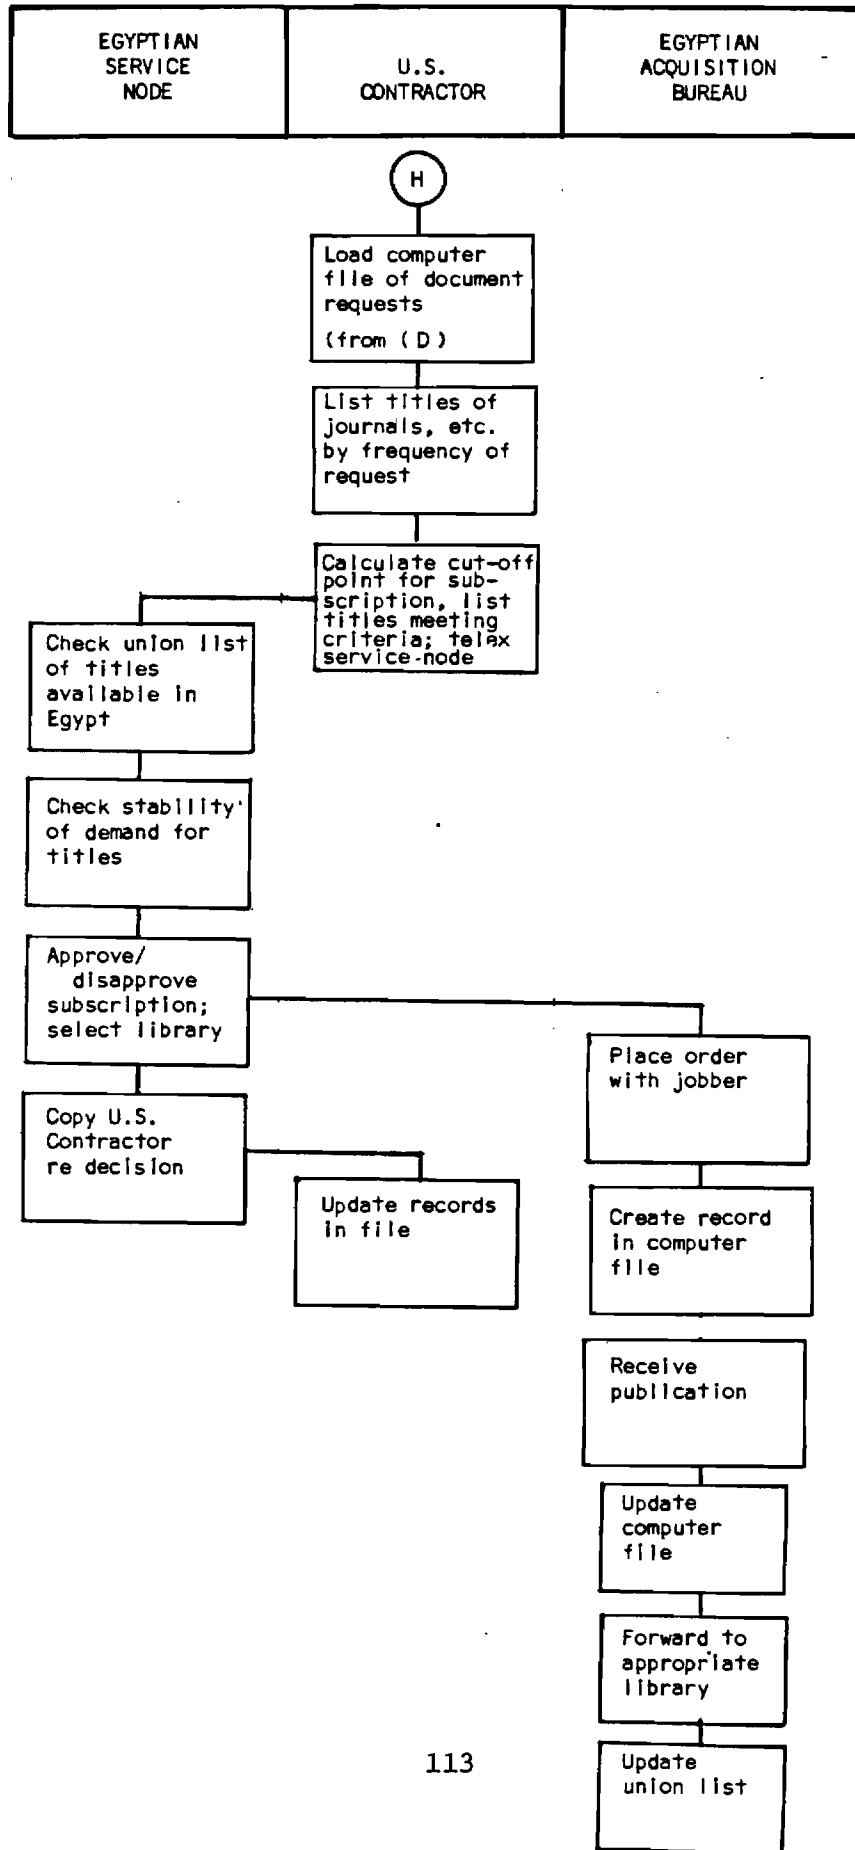 EGYPTIAN
SERVICE
NODE
U.S.
CONTRACTOR
EGYPTIAN
ACQUISITION
BUREAU
H
Load computer
file of document
requests
(from (D)
List titles of
journals, etc.
by frequency of
request
Calculate cut-off
point for sub-
scription, list
titles meeting
criteria; telex
service-node
Check union list
of titles
available in
Egypt
Check stability
of demand for
titles
Approve/
disapprove
subscription;
select library
Place order
with jobber
Copy U.S.
Contractor
re decision
Update records
in file
Create record
in computer
file
Receive
publication
Update
computer
file
Forward to
appropriate
library
Update
union list
113